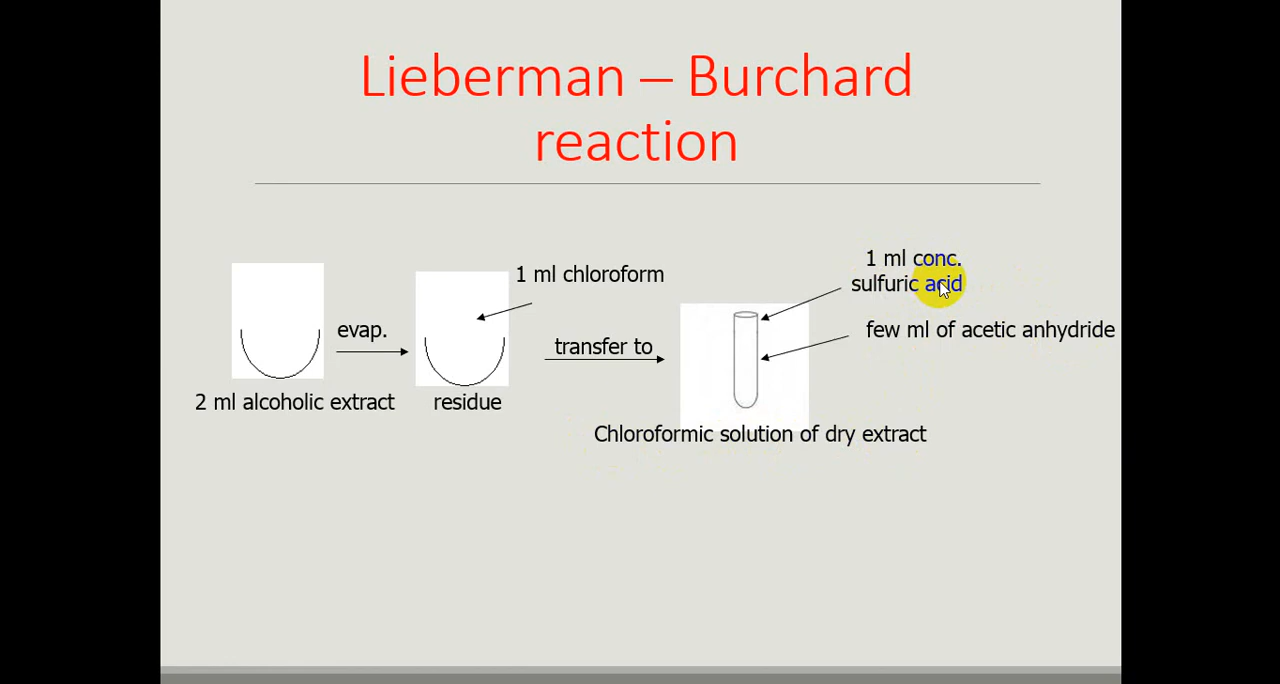 Lieberman – Burchard
reaction
1 ml conc.
sulfuric acid
1 ml chloroform
few ml of acetic anhydride
evap.
transfer to
2 ml alcoholic extract
residue
Chloroformic solution of dry extract